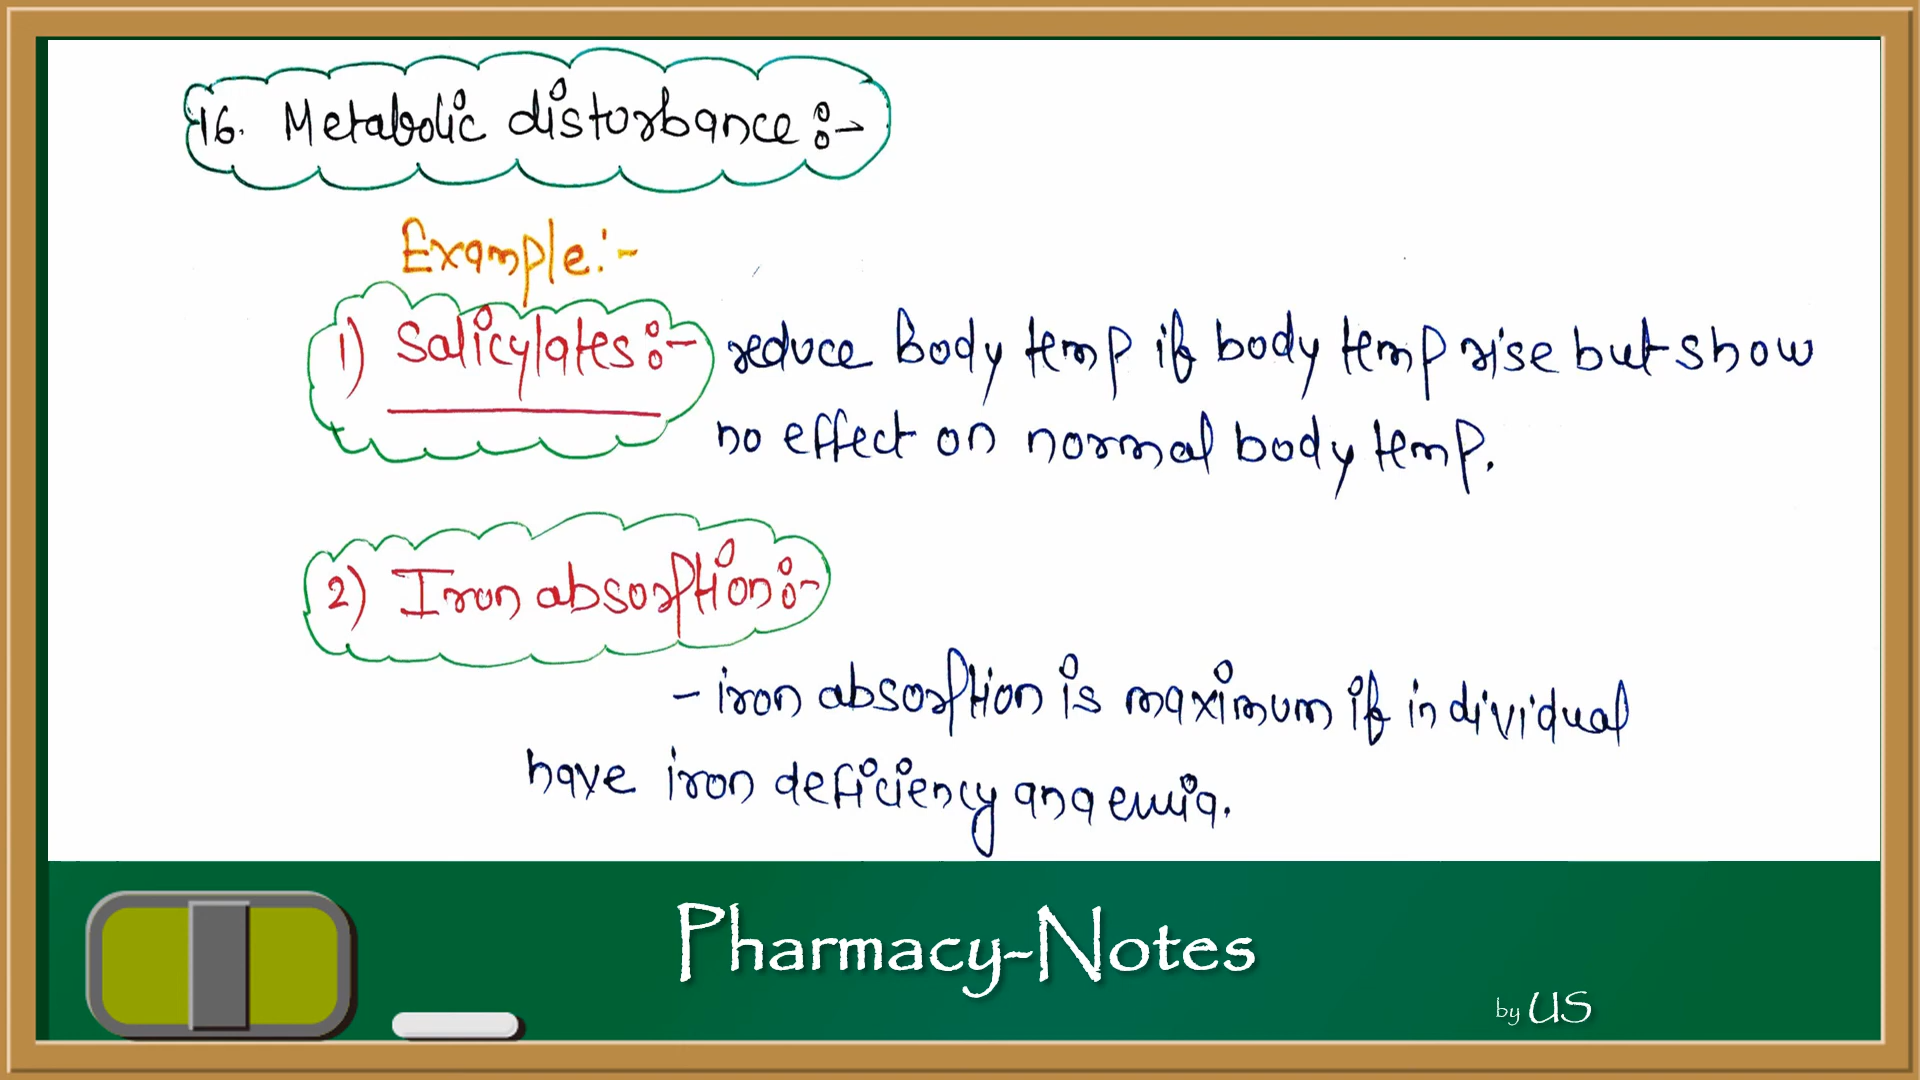 16. Metabolic disturbance :-
Example :-
1) Salicylates :- reduce Body temp if body temp rise but show
no effect on normal body temp.
2) Iron absorption :-
- iron absorption is maximum if individual
have iron deficiency anaemia.
Pharmacy-Notes
by US